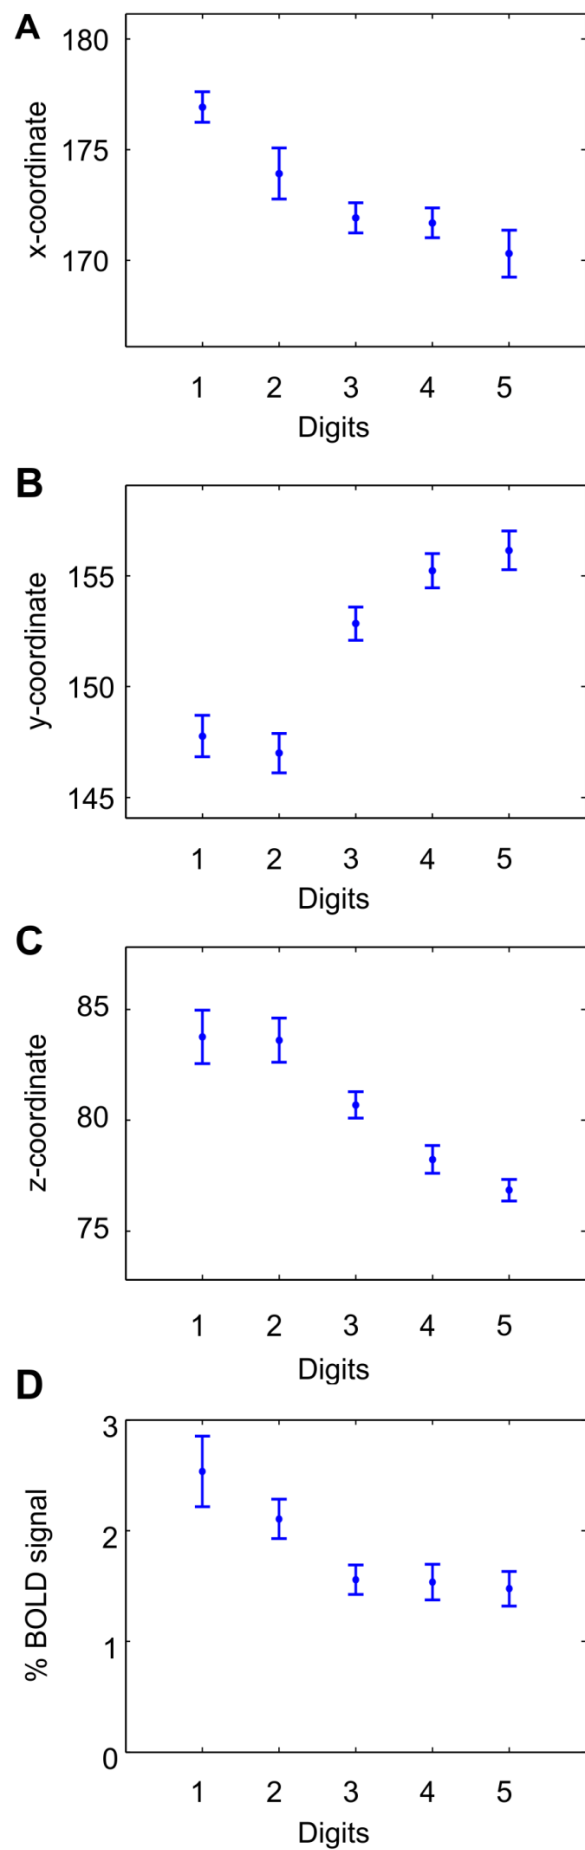 A
x-coordinate
180
175
170
1 2 3 4 5
Digits
B
y-coordinate
155
150
145
1 2 3 4 5
Digits
C
z-coordinate
85
80
75
1 2 3 4 5
Digits
D
% BOLD signal
3
2
1
0
1 2 3 4 5
Digits